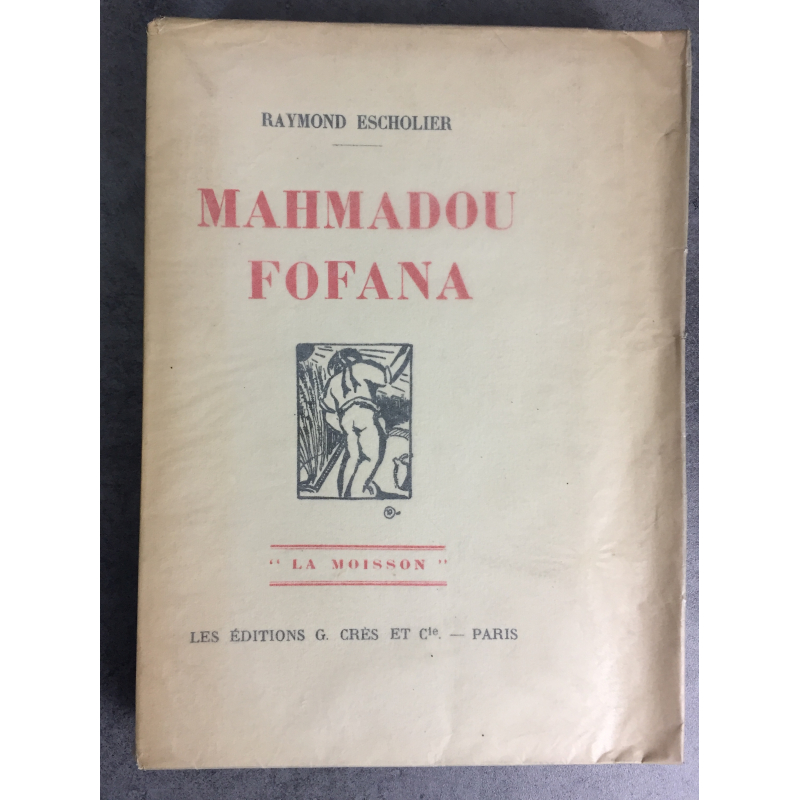 RAYMOND ESCHOLIER
MAHMADOU
FOFANA
" LA MOISSON "
LES ÉDITIONS G. CRÈS ET Cie. — PARIS